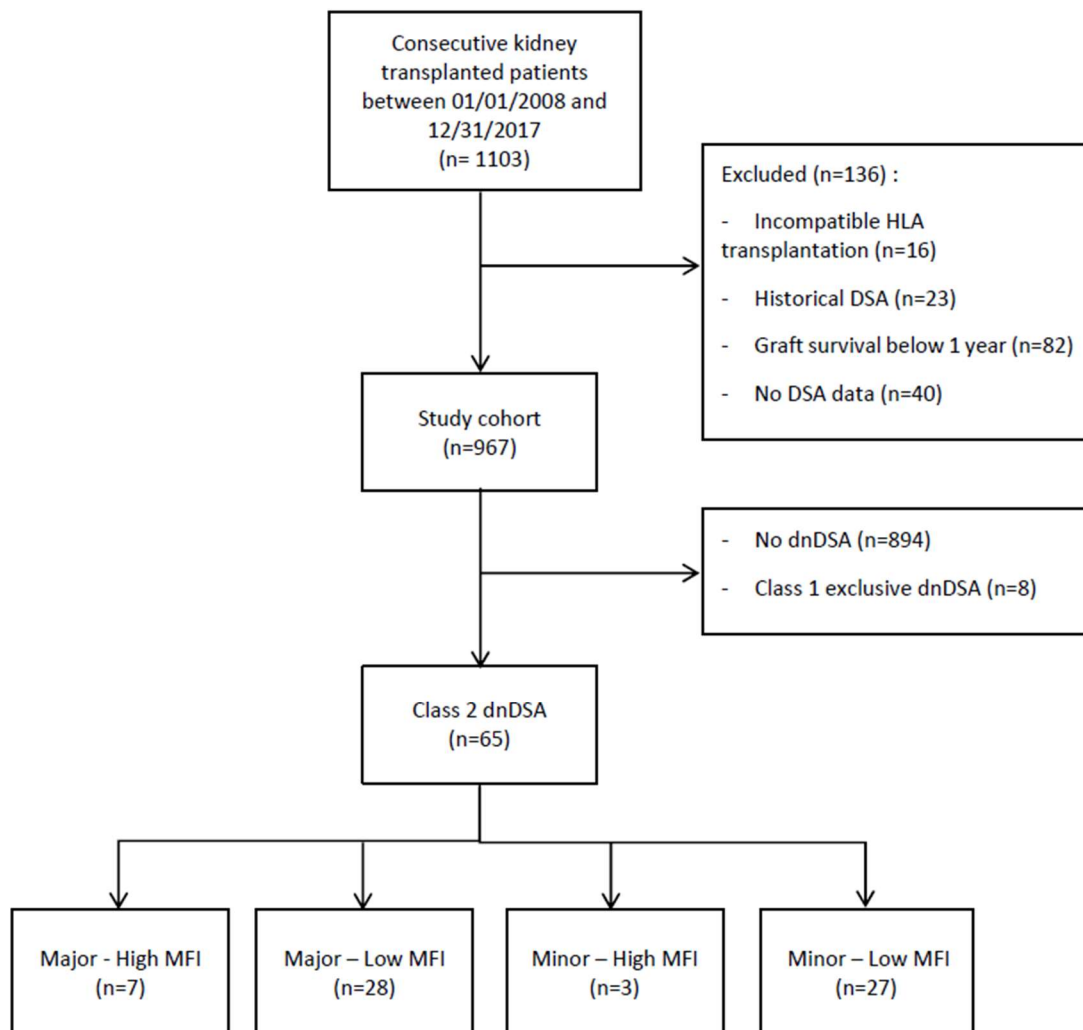 Consecutive kidney
transplanted patients
between 01/01/2008 and
12/31/2017
(n= 1103)
Excluded (n=136) :
- Incompatible HLA
transplantation (n=16)
- Historical DSA (n=23)
- Graft survival below 1 year (n=82)
- No DSA data (n=40)
Study cohort
(n=967)
- No dnDSA (n=894)
- Class 1 exclusive dnDSA (n=8)
Class 2 dnDSA
(n=65)
Major - High MFI
(n=7)
Major – Low MFI
(n=28)
Minor – High MFI
(n=3)
Minor – Low MFI
(n=27)